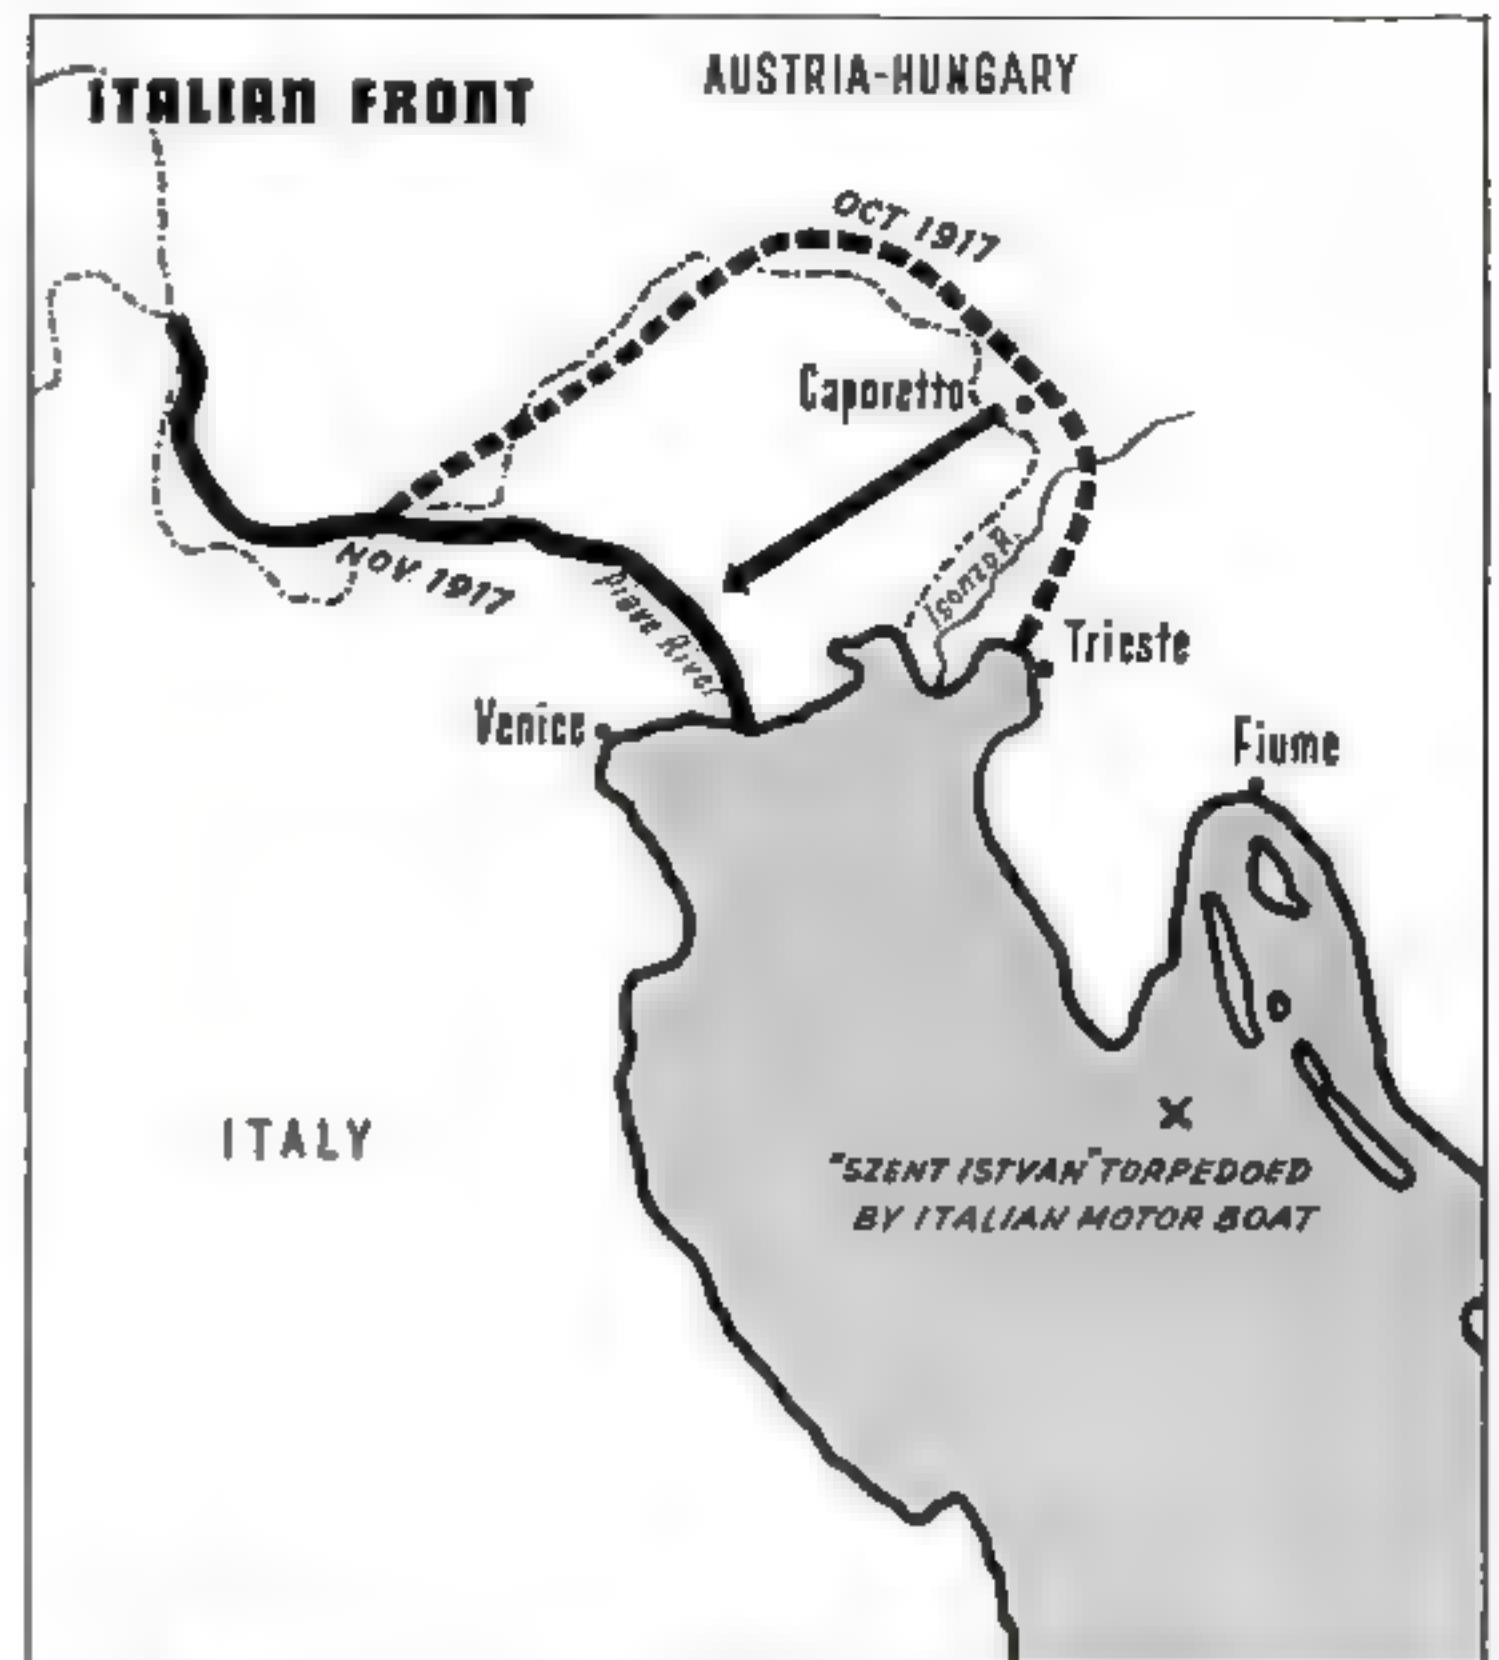 AUSTRIA-HUNGARY
ITALIAN FRONT
OCT 1917
Caporetto
Isonzo R.
NOV. 1917
Piave River
Trieste
Venice
Fiume
ITALY
X
"SZENT ISTVAN" TORPEDOED
BY ITALIAN MOTOR BOAT